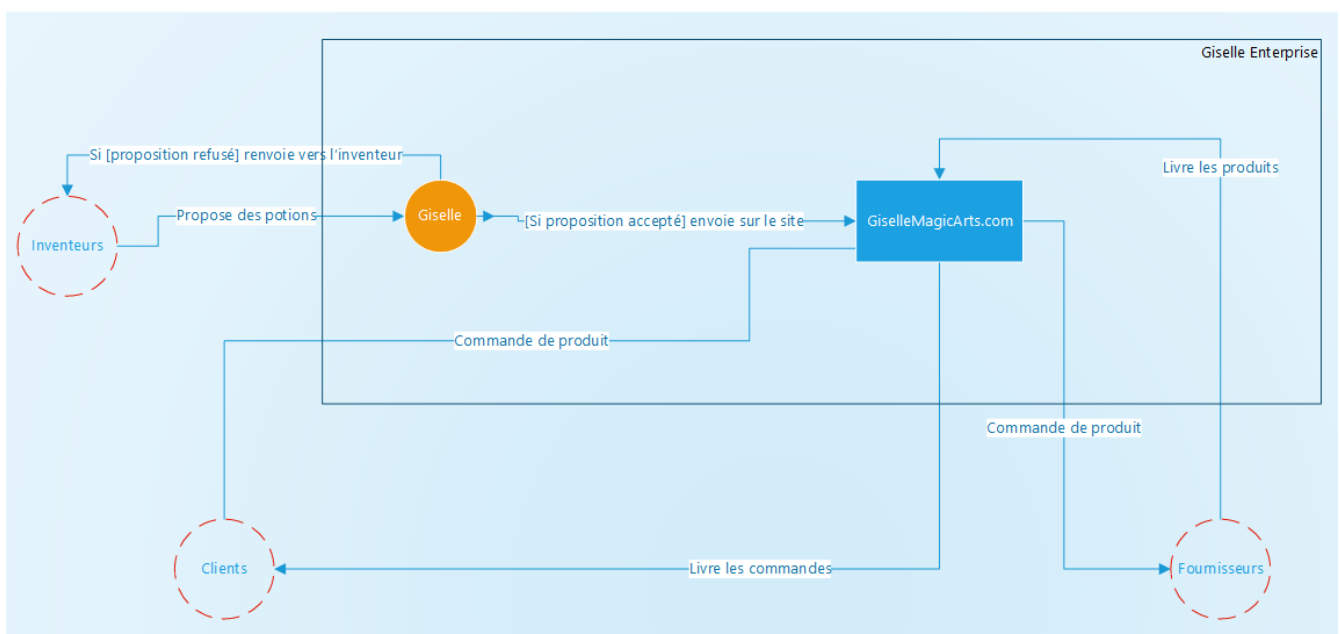 Giselle Enterprise
Si [proposition refusé] renvoie vers l'inventeur
Livre les produits
Propose des potions
Giselle
[Si proposition accepté] envoie sur le site
GiselleMagicArts.com
Inventeurs
Commande de produit
Commande de produit
Clients
Livre les commandes
Fournisseurs